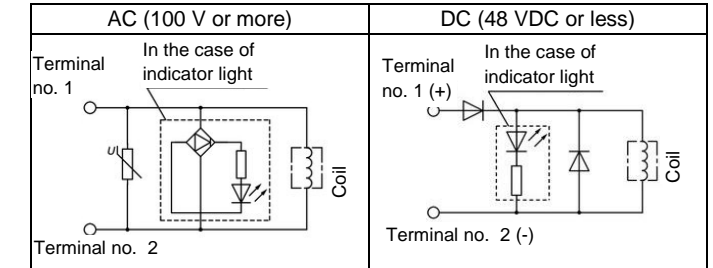 AC (100 V or more)
DC (48 VDC or less)
In the case of
indicator light
Terminal
no. 1
U
Coil
Terminal no. 2
In the case of
indicator light
Terminal
no. 1 (+)
Coil
Terminal no. 2 (-)